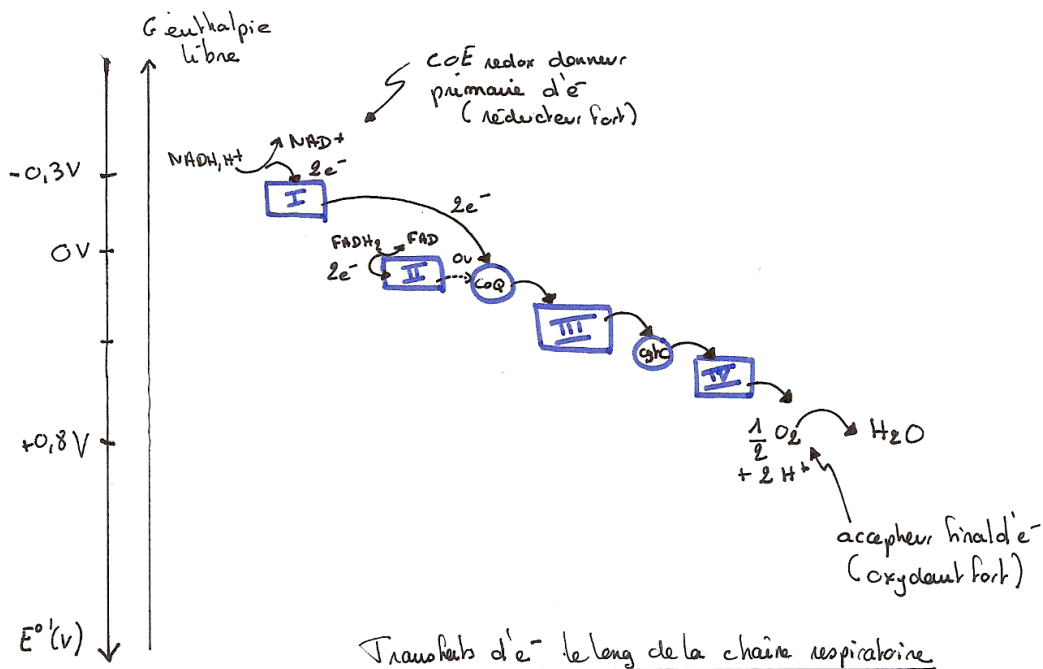 G enthalpie
libre
CoE redox donneur
primaire d'e-
(réducteur fort)
-0,3V
NADH,H+
NAD+
2e-
I
2e-
0V
FADH2
FAD
2e-
II
ou
CoQ
III
cytc
IV
+0,8V
1/2 O2
+ 2 H+
H2O
accepteur final d'e-
(oxydant fort)
E°'(V)
Transferts d'e- le long de la chaîne respiratoire